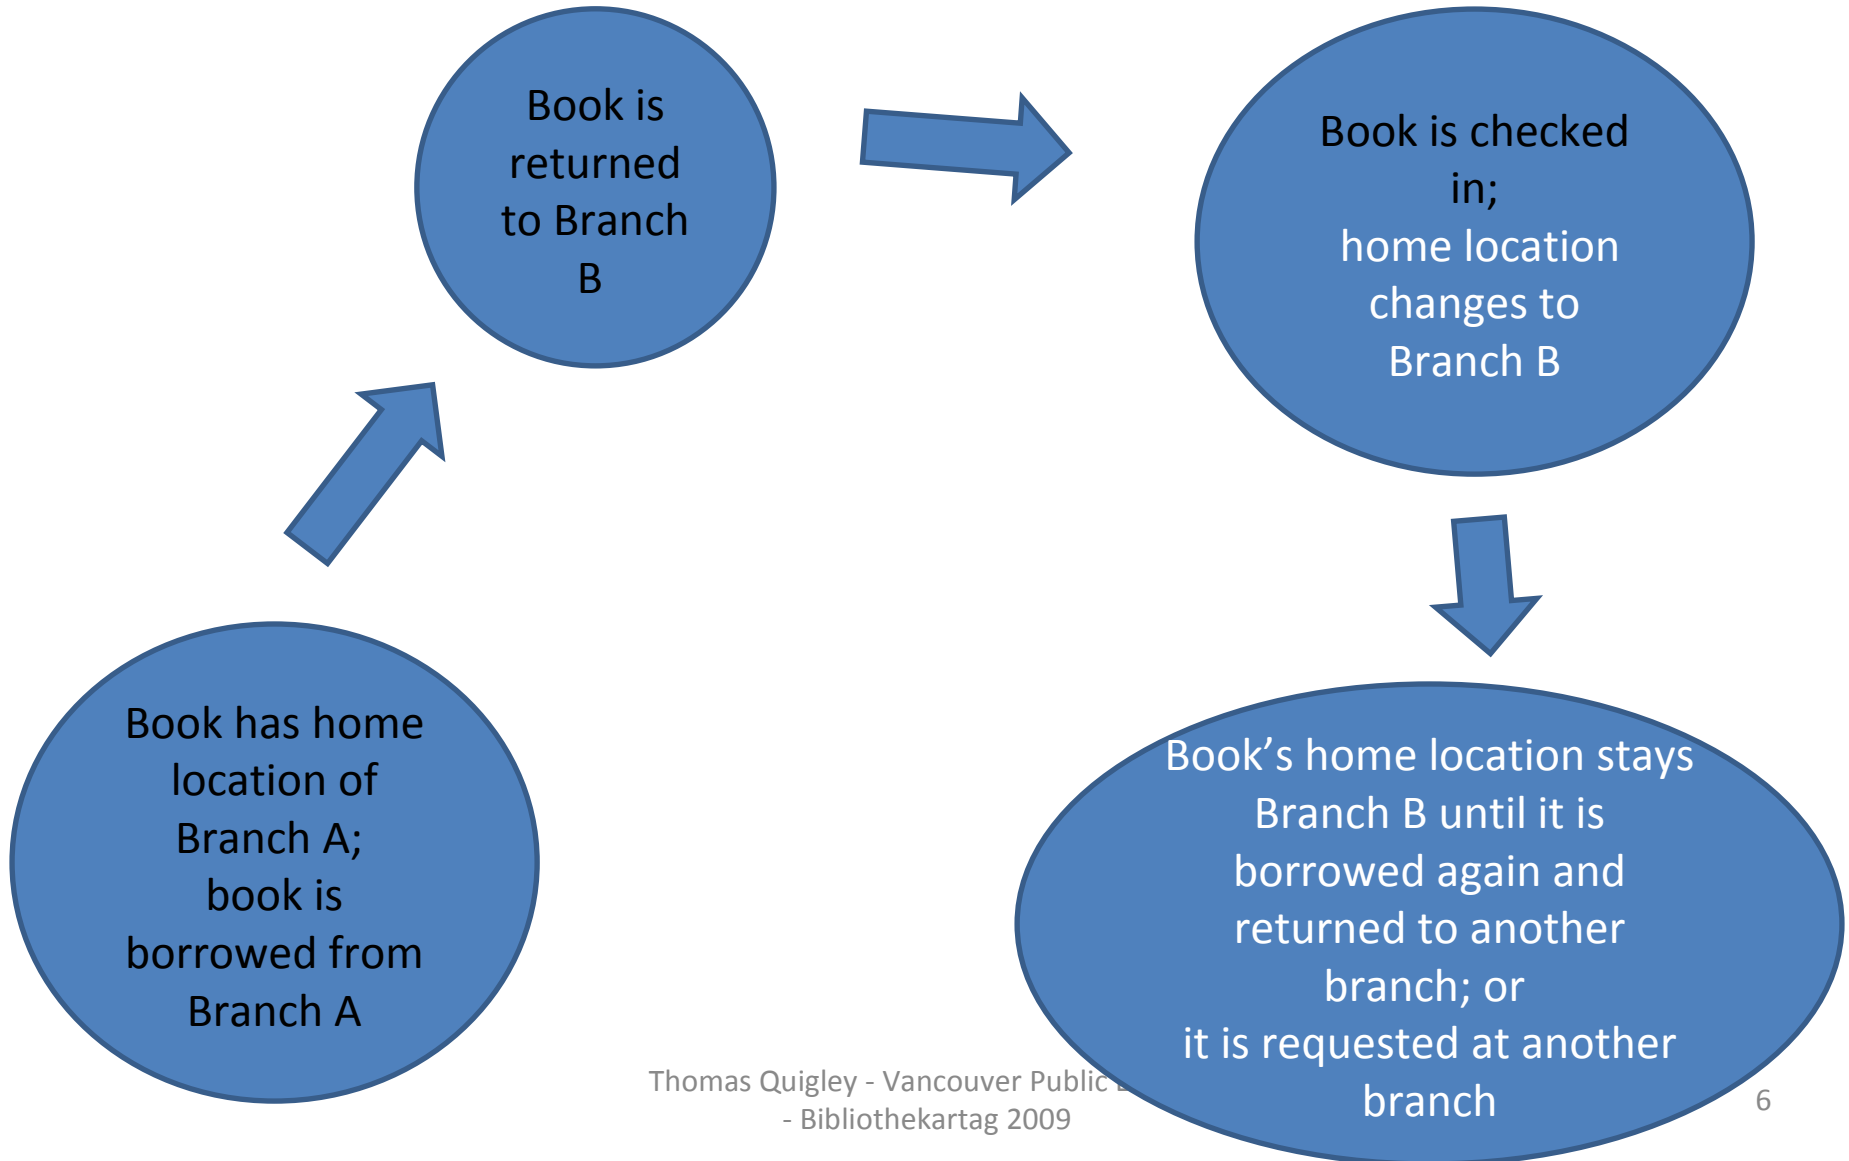 Book is
returned
to Branch
B
Book is checked
in;
home location
changes to
Branch B
Book has home
location of
Branch A;
book is
borrowed from
Branch A
Book’s home location stays
Branch B until it is
borrowed again and
returned to another
branch; or
it is requested at another
branch
Thomas Quigley - Vancouver Public
- Bibliothekartag 2009
6